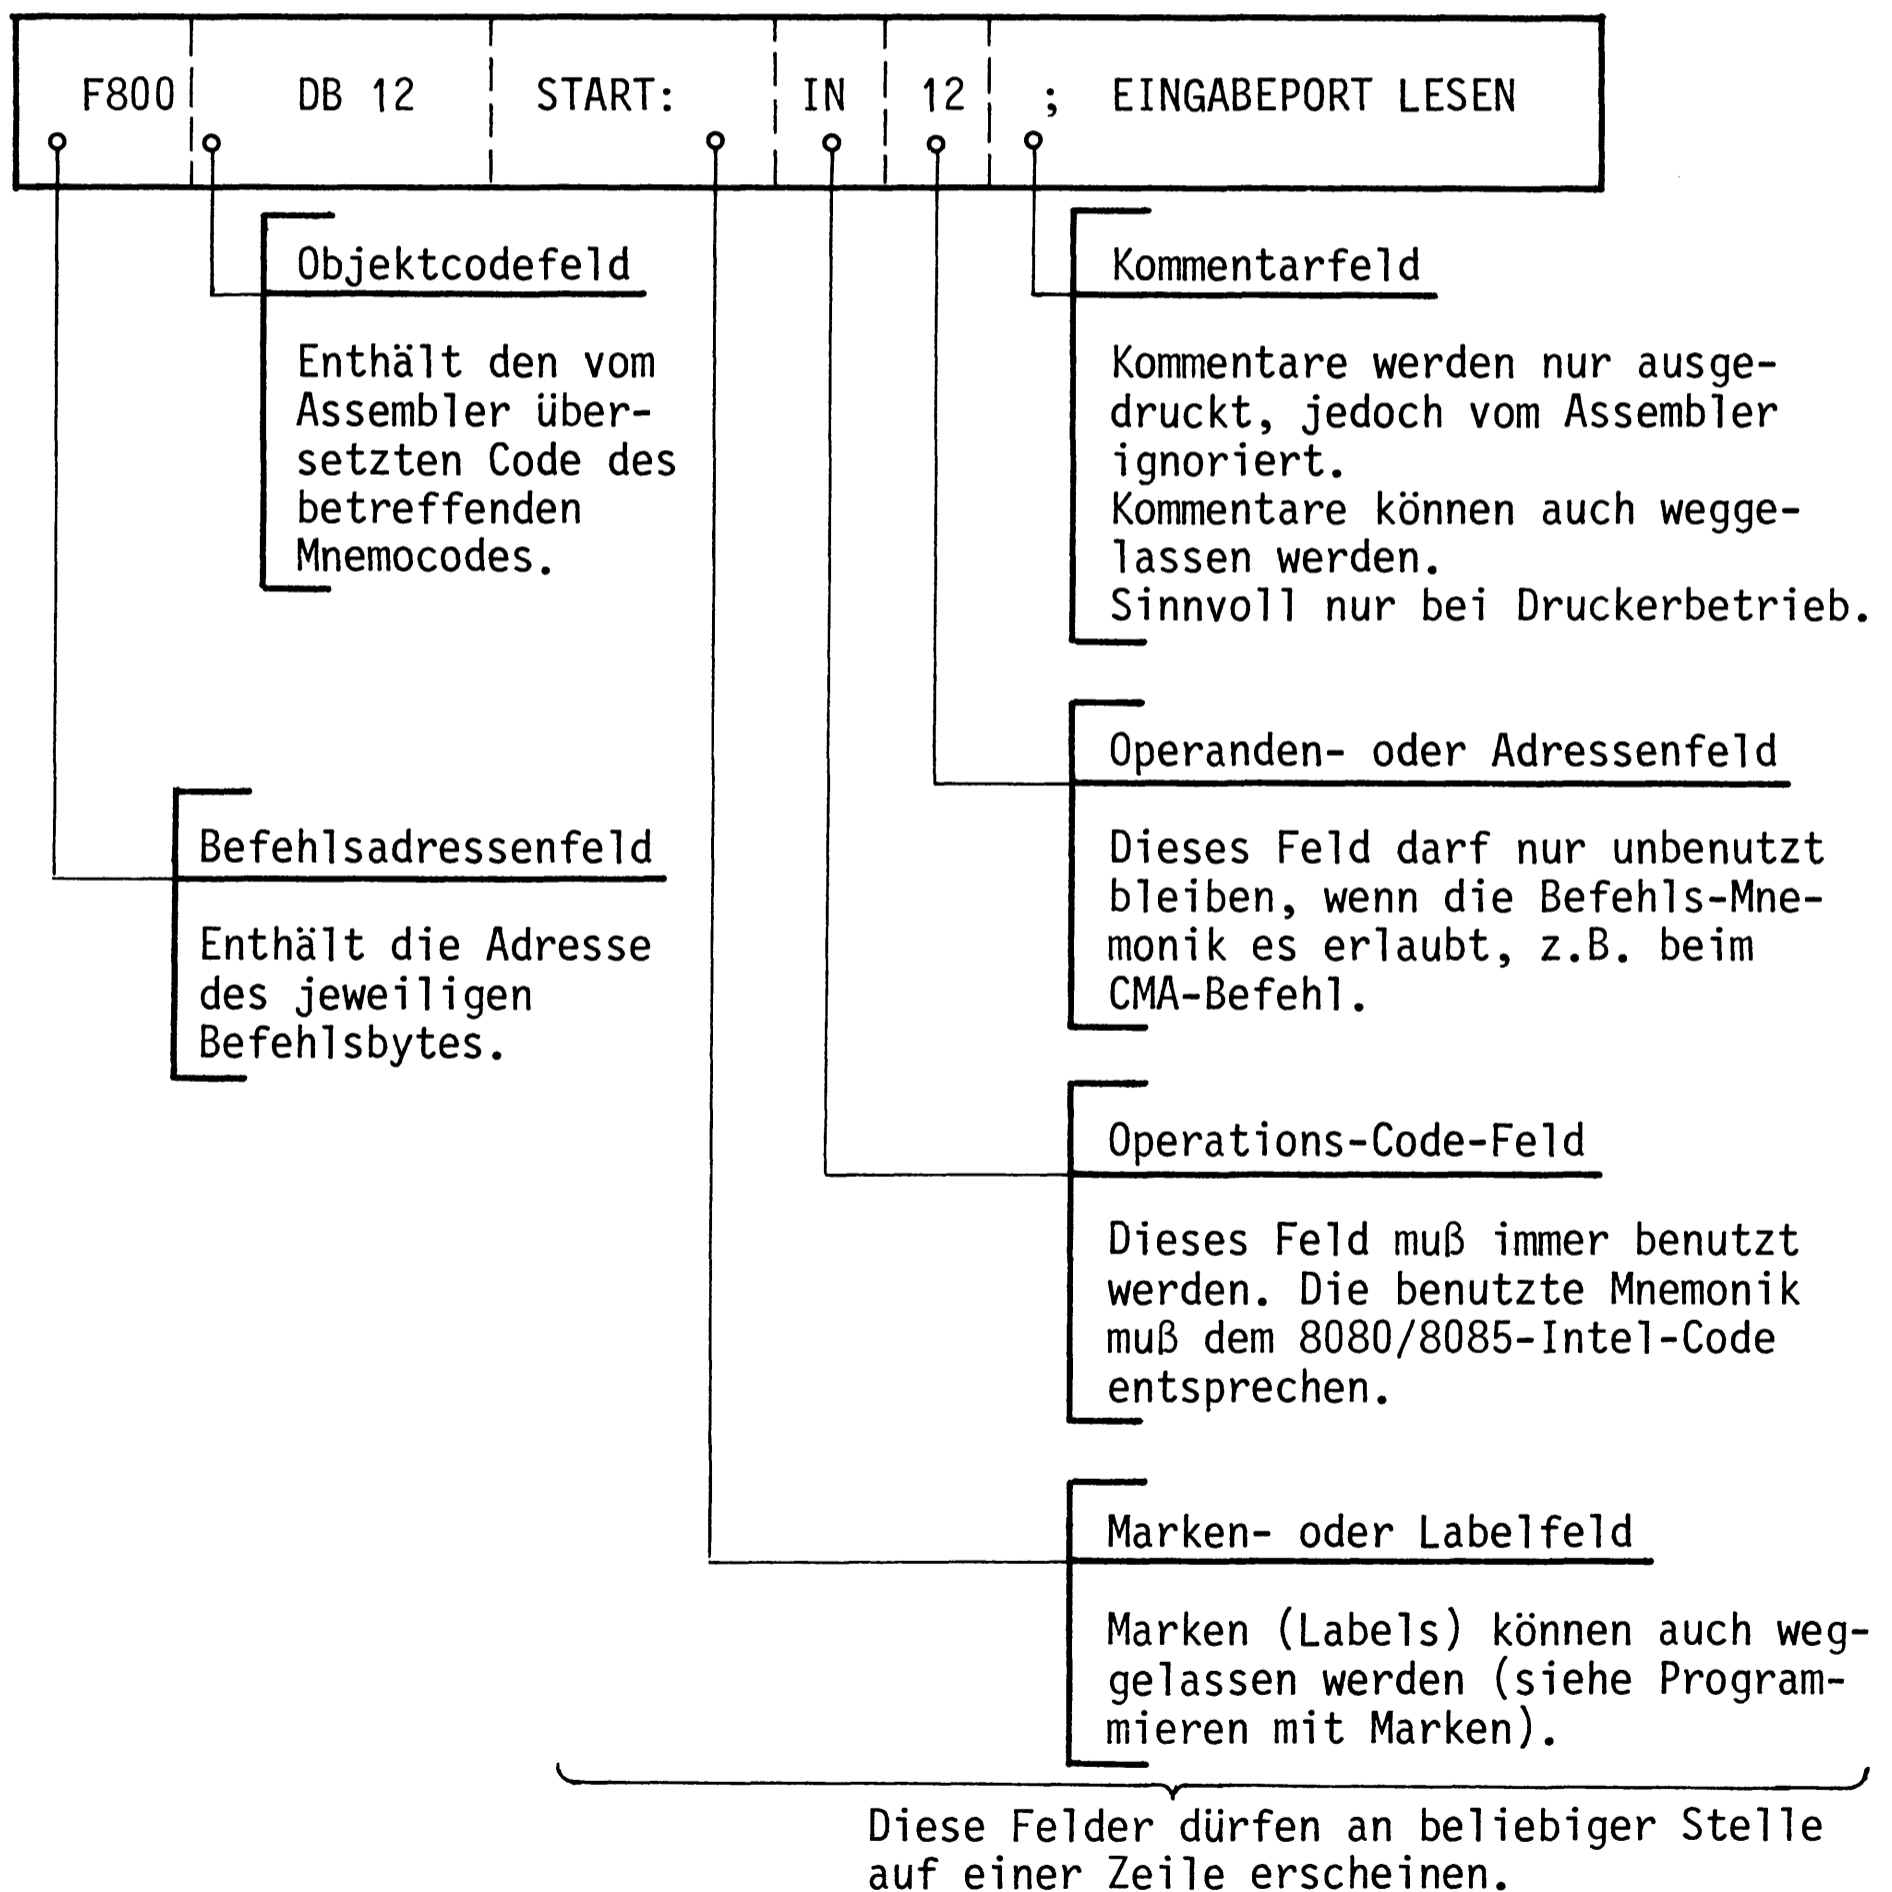 F800 DB 12 START: IN 12 ; EINGABEPORT LESEN
Objektcodefeld
Enthält den vom
Assembler über-
setzten Code des
betreffenden
Mnemocodes.
Befehlsadressenfeld
Enthält die Adresse
des jeweiligen
Befehlsbytes.
Kommentarfeld
Kommentare werden nur ausge-
druckt, jedoch vom Assembler
ignoriert.
Kommentare können auch wegge-
lassen werden.
Sinnvoll nur bei Druckerbetrieb.
Operanden- oder Adressenfeld
Dieses Feld darf nur unbenutzt
bleiben, wenn die Befehls-Mne-
monik es erlaubt, z.B. beim
CMA-Befehl.
Operations-Code-Feld
Dieses Feld muß immer benutzt
werden. Die benutzte Mnemonik
muß dem 8080/8085-Intel-Code
entsprechen.
Marken- oder Labelfeld
Marken (Labels) können auch weg-
gelassen werden (siehe Program-
mieren mit Marken).
Diese Felder dürfen an beliebiger Stelle
auf einer Zeile erscheinen.